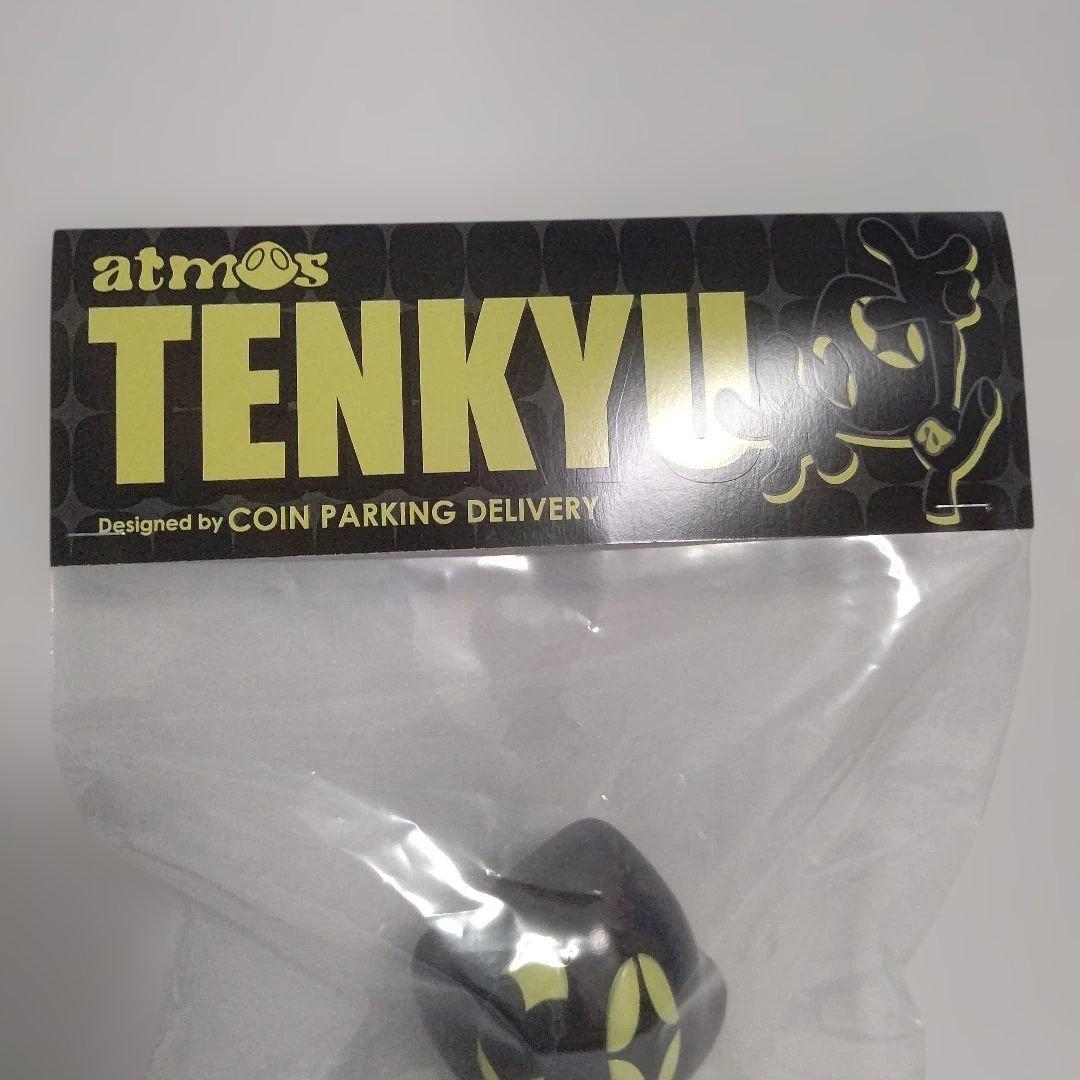 atmos
TENKYU
Designed by COIN PARKING DELIVERY
a